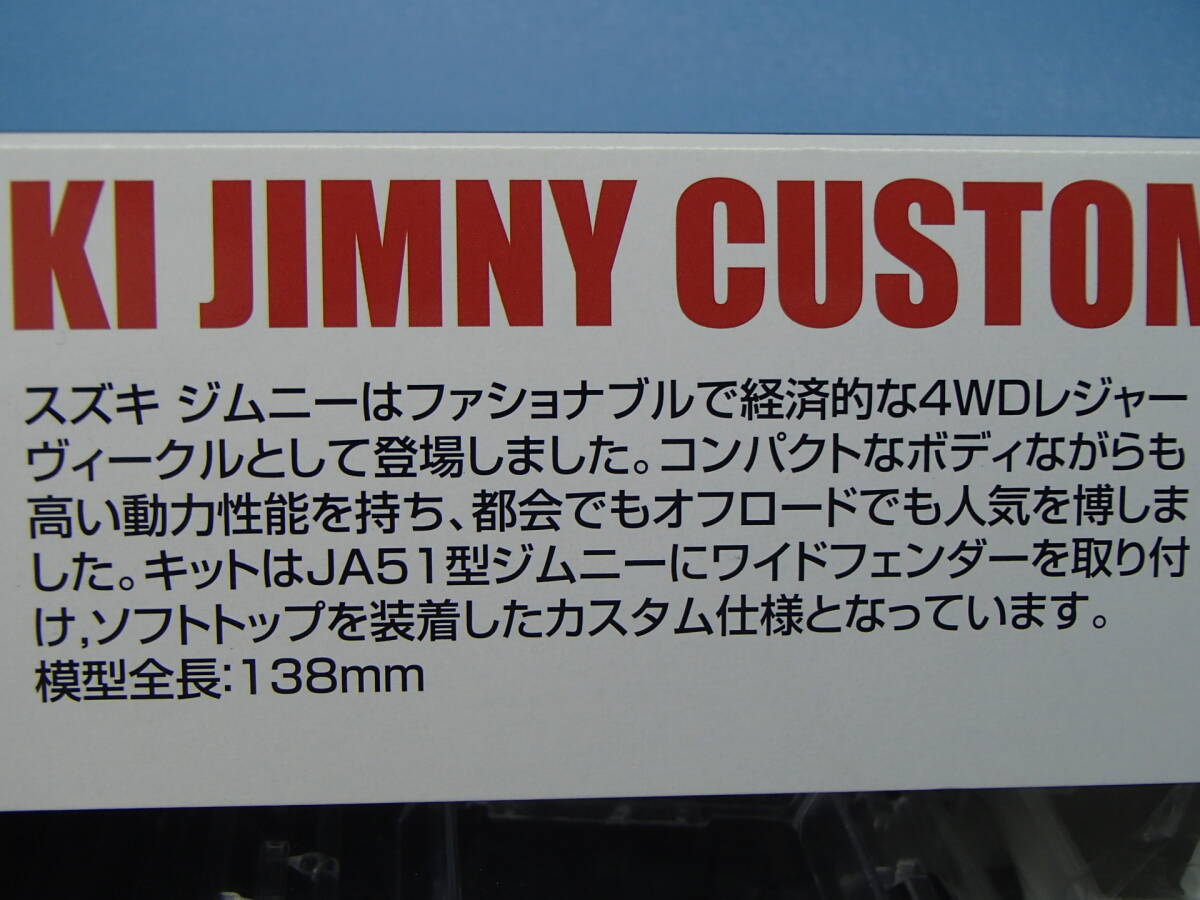 KI JIMNY CUSTOM
スズキ ジムニーはファショナブルで経済的な4WDレジャー
ヴィークルとして登場しました。コンパクトなボディながらも
高い動力性能を持ち、都会でもオフロードでも人気を博しま
した。キットはJA51型ジムニーにワイドフェンダーを取り付
け,ソフトトップを装着したカスタム仕様となっています。
模型全長:138mm